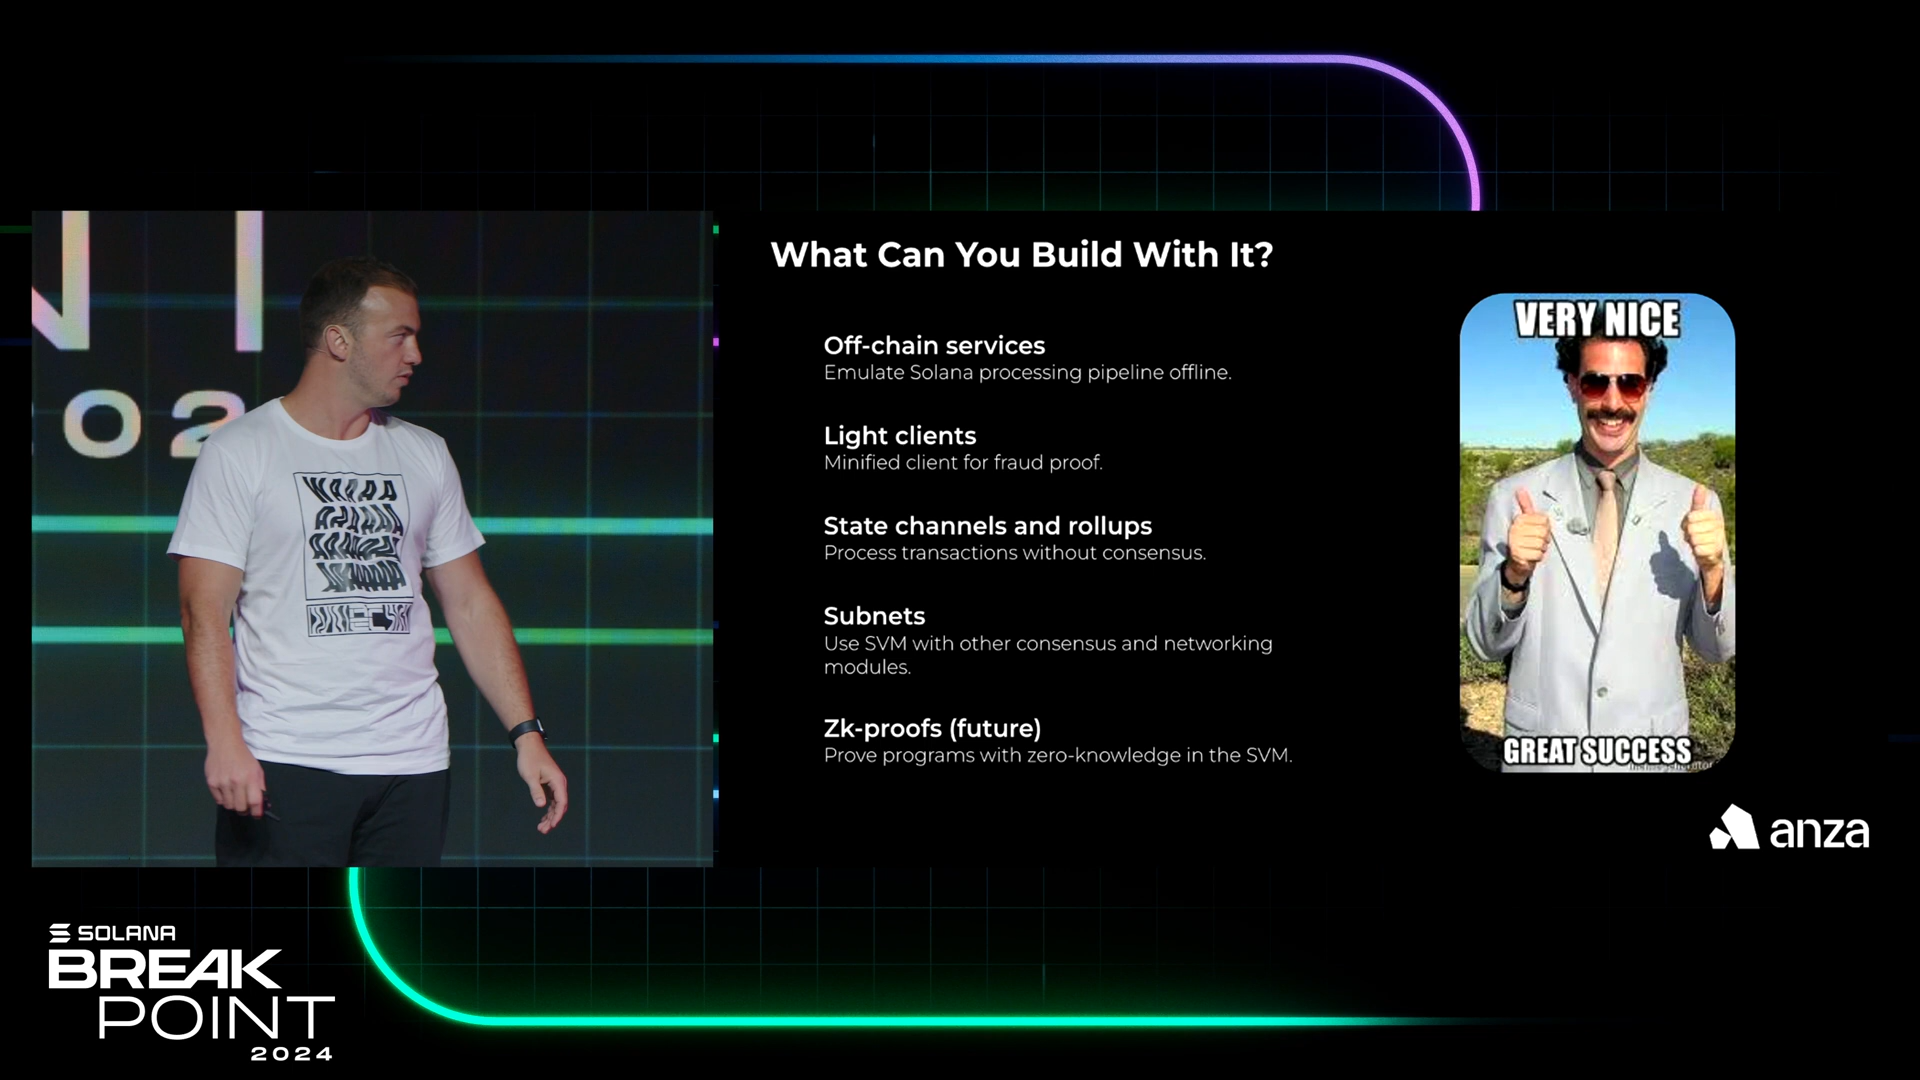 What Can You Build With It?
Off-chain services
Emulate Solana processing pipeline offline.
Light clients
Minified client for fraud proof.
State channels and rollups
Process transactions without consensus.
Subnets
Use SVM with other consensus and networking
modules.
Zk-proofs (future)
Prove programs with zero-knowledge in the SVM.
VERY NICE
GREAT SUCCESS
anza
SOLANA
BREAK
POINT
2024